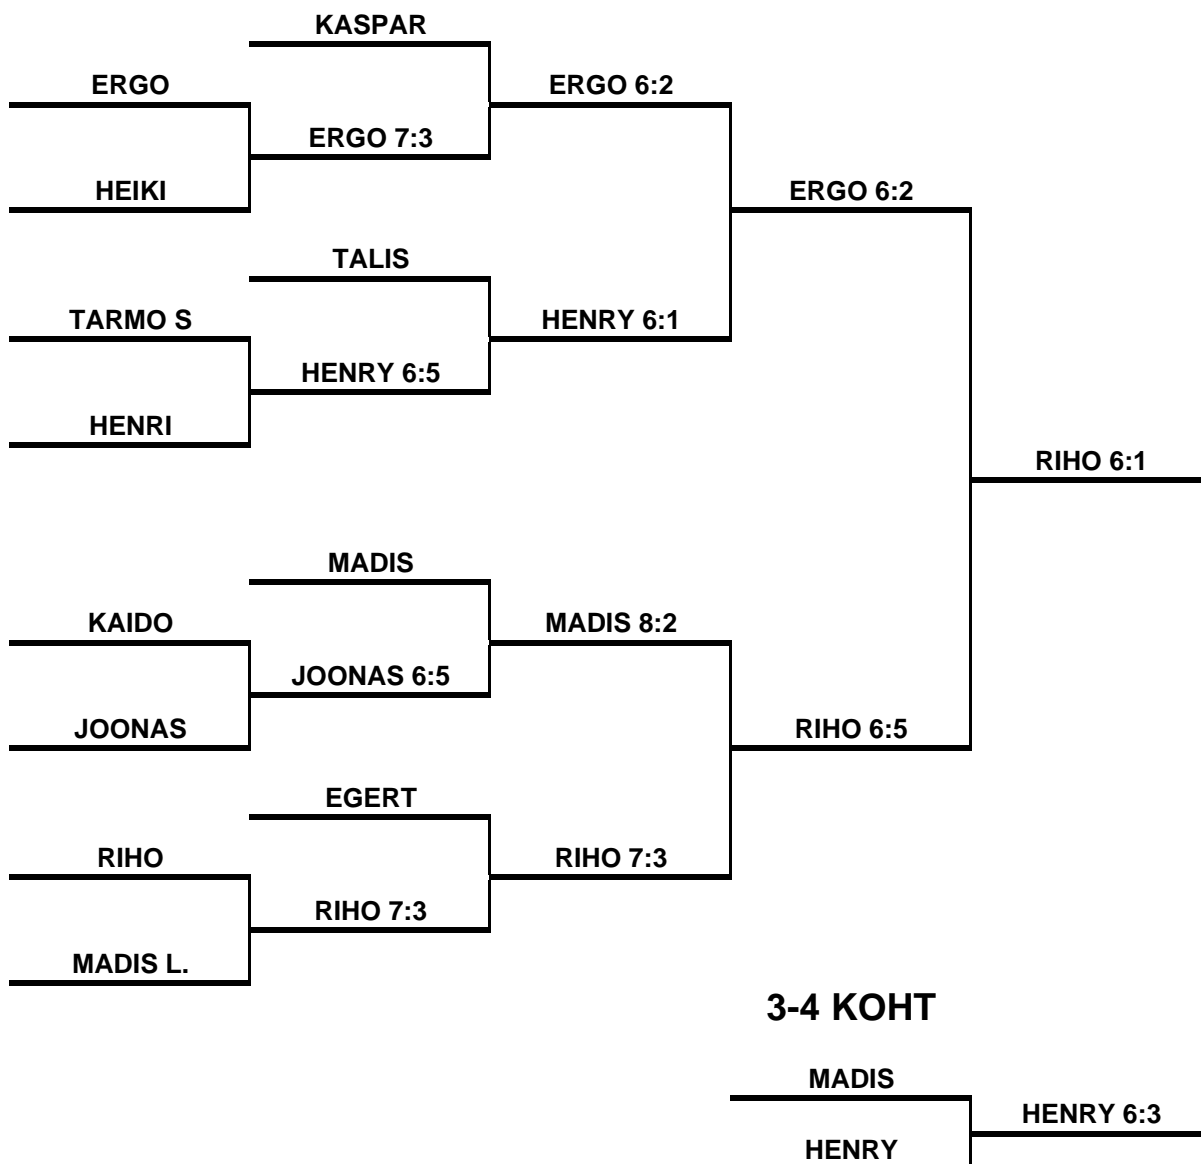 KASPAR
ERGO
ERGO 6:2
ERGO 7:3
HEIKI
ERGO 6:2
TALIS
TARMO S
HENRY 6:1
HENRY 6:5
HENRI
RIHO 6:1
MADIS
KAIDO
MADIS 8:2
JOONAS 6:5
JOONAS
RIHO 6:5
EGERT
RIHO
RIHO 7:3
RIHO 7:3
MADIS L.
3-4 KOHT
MADIS
HENRY 6:3
HENRY